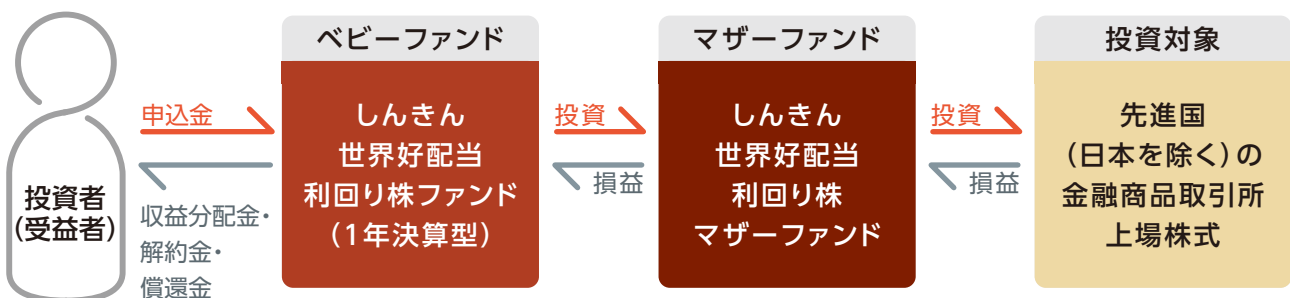 投資者
(受益者)
申込金
収益分配金・
解約金・
償還金
ベビーファンド
しんきん
世界好配当
利回り株ファンド
(1年決算型)
投資
損益
マザーファンド
しんきん
世界好配当
利回り株
マザーファンド
投資
損益
投資対象
先進国
(日本を除く)の
金融商品取引所
上場株式